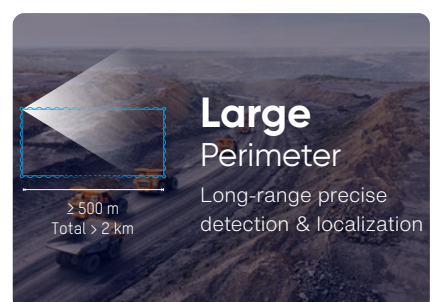 Large
Perimeter
Long-range precise
detection & localization
≥ 500 m
Total > 2 km